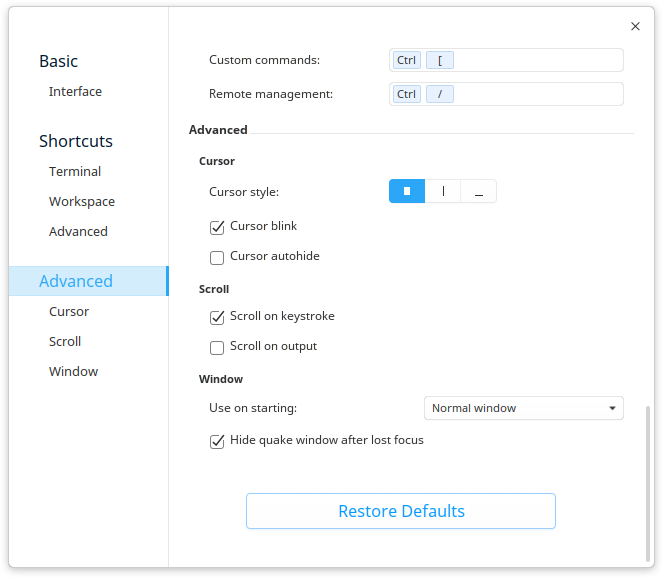 Basic
Interface
Shortcuts
Terminal
Workspace
Advanced
Advanced
Cursor
Scroll
Window
Custom commands: Ctrl [
Remote management: Ctrl /
Advanced
Cursor
Cursor style:
Cursor blink
Cursor autohide
Scroll
Scroll on keystroke
Scroll on output
Window
Use on starting: Normal window
Hide quake window after lost focus
Restore Defaults